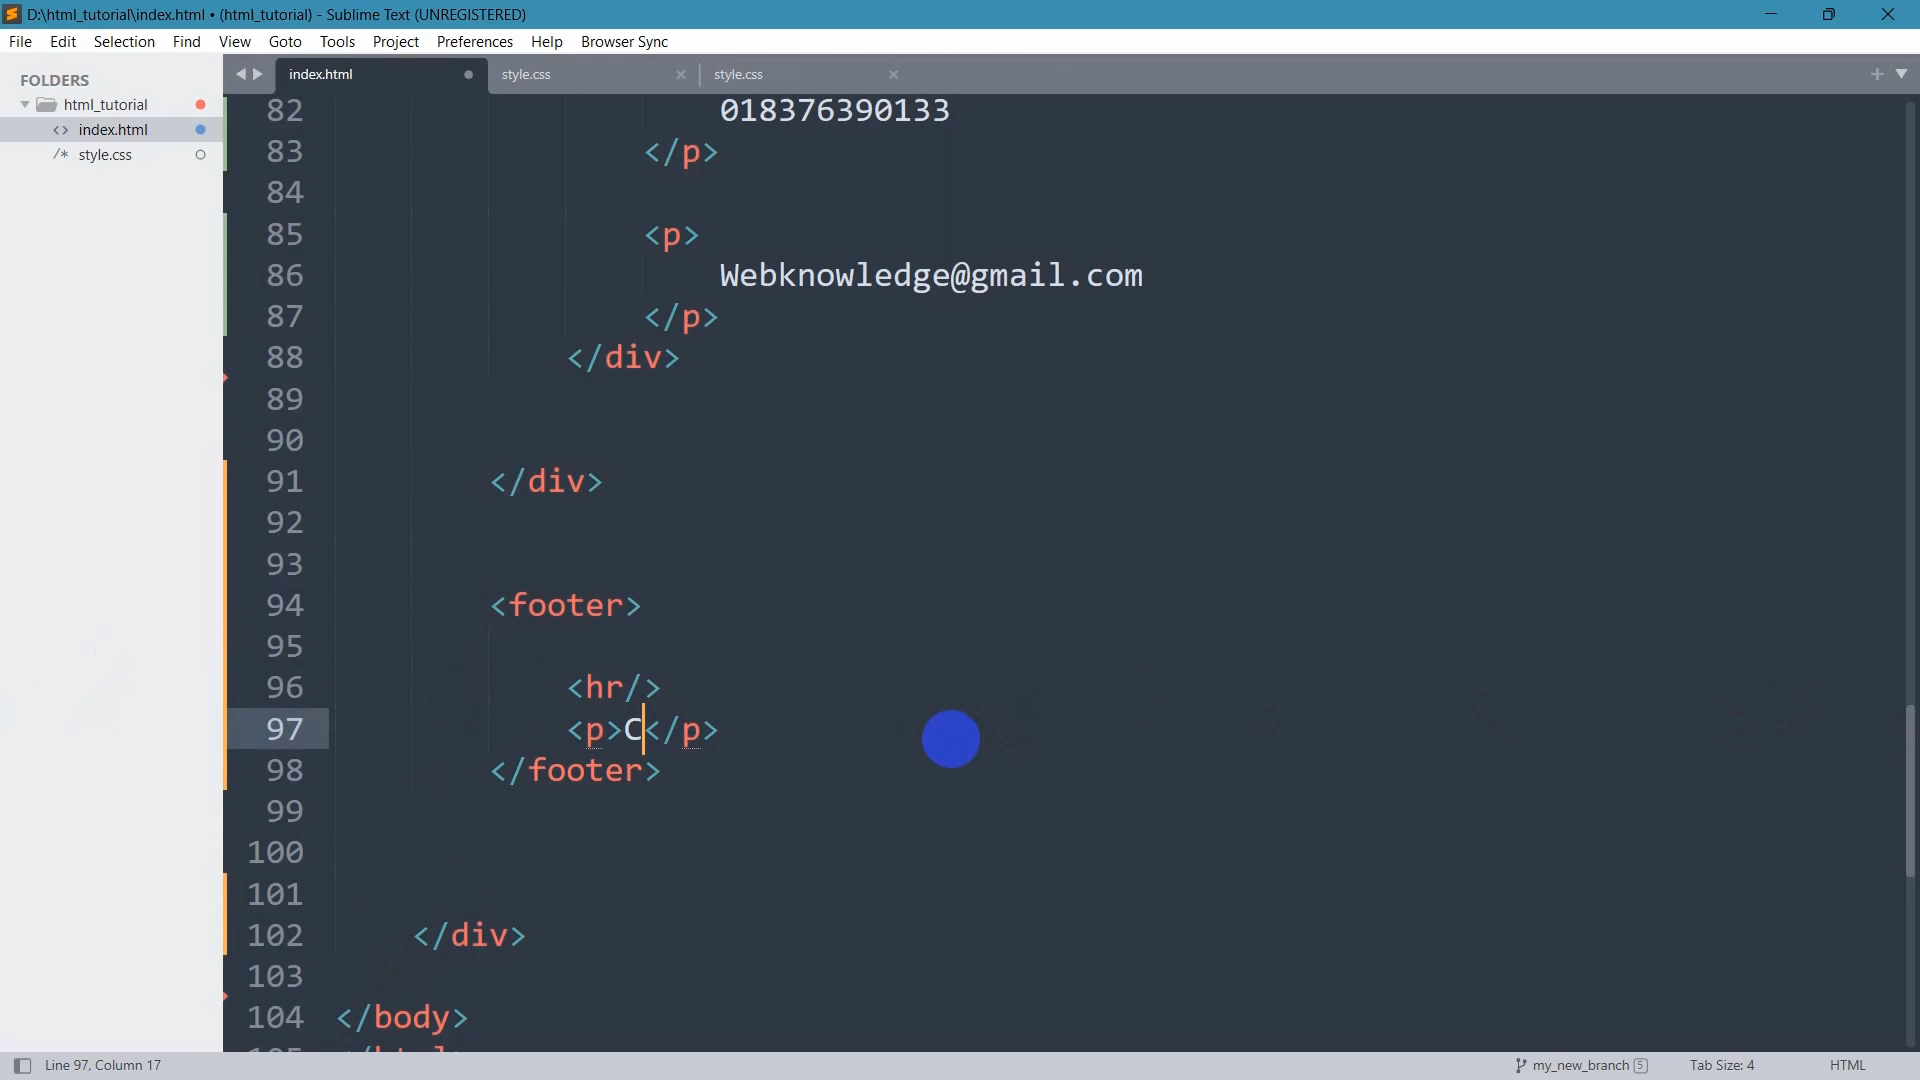 D:\html_tutorial\index.html • (html_tutorial) - Sublime Text (UNREGISTERED)
File Edit Selection Find View Goto Tools Project Preferences Help Browser Sync
FOLDERS
html_tutorial
<> index.html
/* style.css
index.html style.css style.css
82 018376390133
83 </p>
84
85 <p>
86 Webknowledge@gmail.com
87 </p>
88 </div>
89
90
91 </div>
92
93
94 <footer>
95
96 <hr/>
97 <p>C</p>
98 </footer>
99
100
101
102 </div>
103
104 </body>
Line 97, Column 17 my_new_branch 5 Tab Size: 4 HTML